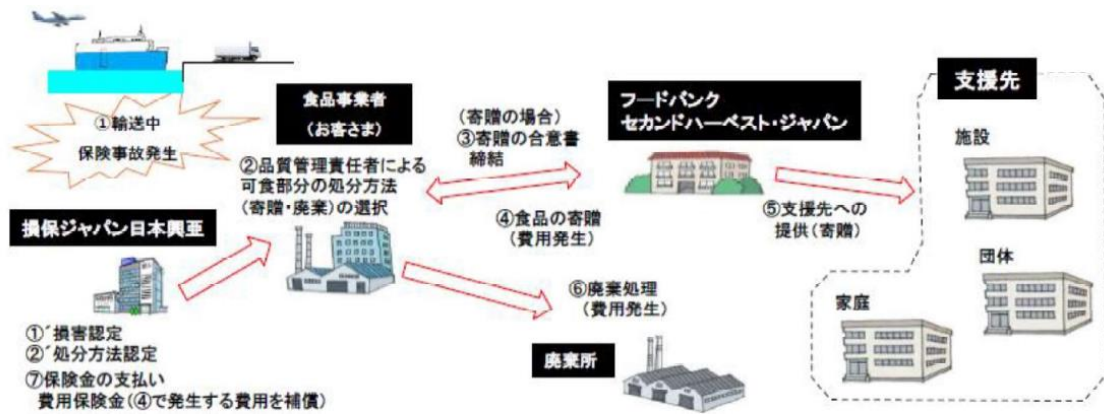 ①輸送中
保険事故発生
食品事業者
(お客さま)
②品質管理責任者による
可食部分の処分方法
(寄贈・廃棄)の選択
損保ジャパン日本興亜
①´損害認定
②´処分方法認定
⑦保険金の支払い
費用保険金(④で発生する費用を補償)
(寄贈の場合)
③寄贈の合意書
締結
④食品の寄贈
(費用発生)
フードバンク
セカンドハーベスト・ジャパン
⑤支援先への
提供(寄贈)
⑥廃棄処理
(費用発生)
廃棄所
支援先
施設
団体
家庭